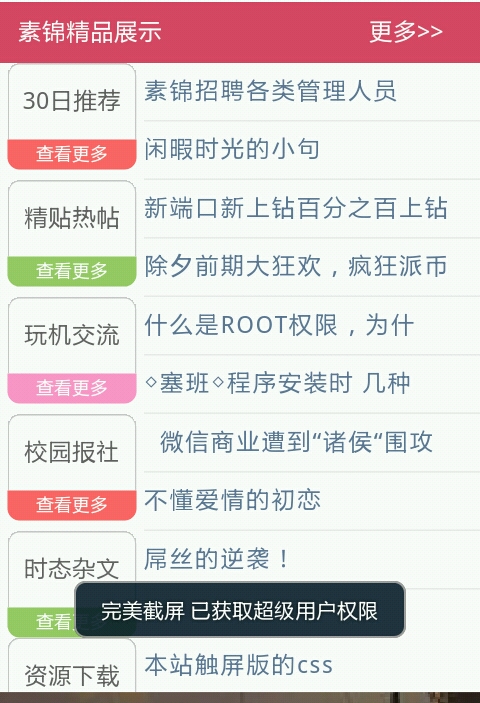 素锦精品展示 更多>>
30日推荐
查看更多
素锦招聘各类管理人员
闲暇时光的小句
精贴热帖
查看更多
新端口新上钻百分之百上钻
除夕前期大狂欢，疯狂派币
玩机交流
查看更多
什么是ROOT权限，为什
◇塞班◇程序安装时 几种
校园报社
查看更多
微信商业遭到“诸侯“围攻
不懂爱情的初恋
时态杂文
查看
屌丝的逆袭！
完美截屏 已获取超级用户权限
资源下载
本站触屏版的css